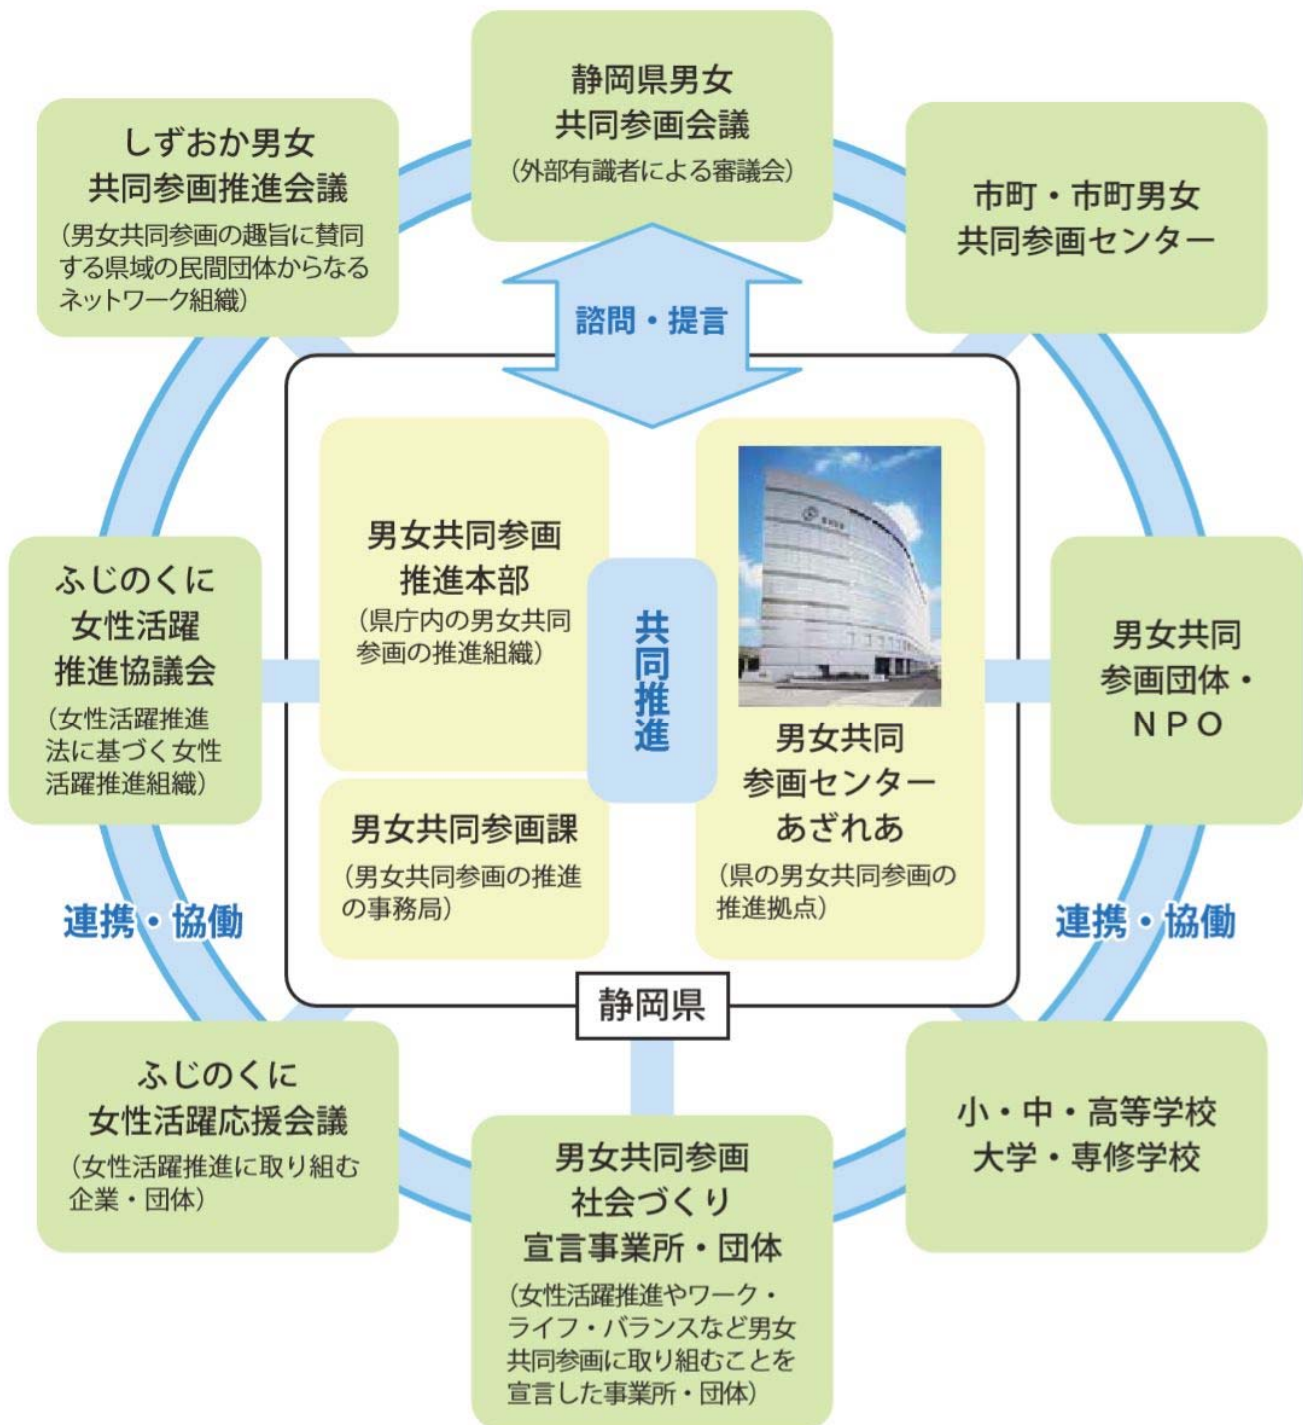 静岡県男女
共同参画会議
（外部有識者による審議会）
しずおか男女
共同参画推進会議
（男女共同参画の趣旨に賛同
する県域の民間団体からなる
ネットワーク組織）
市町・市町男女
共同参画センター
諮問・提言
男女共同参画
推進本部
（県庁内の男女共同
参画の推進組織）
共同推進
男女共同
参画センター
あざれあ
（県の男女共同参画の
推進拠点）
男女共同参画課
（男女共同参画の推進
の事務局）
静岡県
ふじのくに
女性活躍
推進協議会
（女性活躍推進
法に基づく女性
活躍推進組織）
男女共同
参画団体・
ＮＰＯ
連携・協働
連携・協働
ふじのくに
女性活躍応援会議
（女性活躍推進に取り組む
企業・団体）
男女共同参画
社会づくり
宣言事業所・団体
（女性活躍推進やワーク・
ライフ・バランスなど男女
共同参画に取り組むことを
宣言した事業所・団体）
小・中・高等学校
大学・専修学校